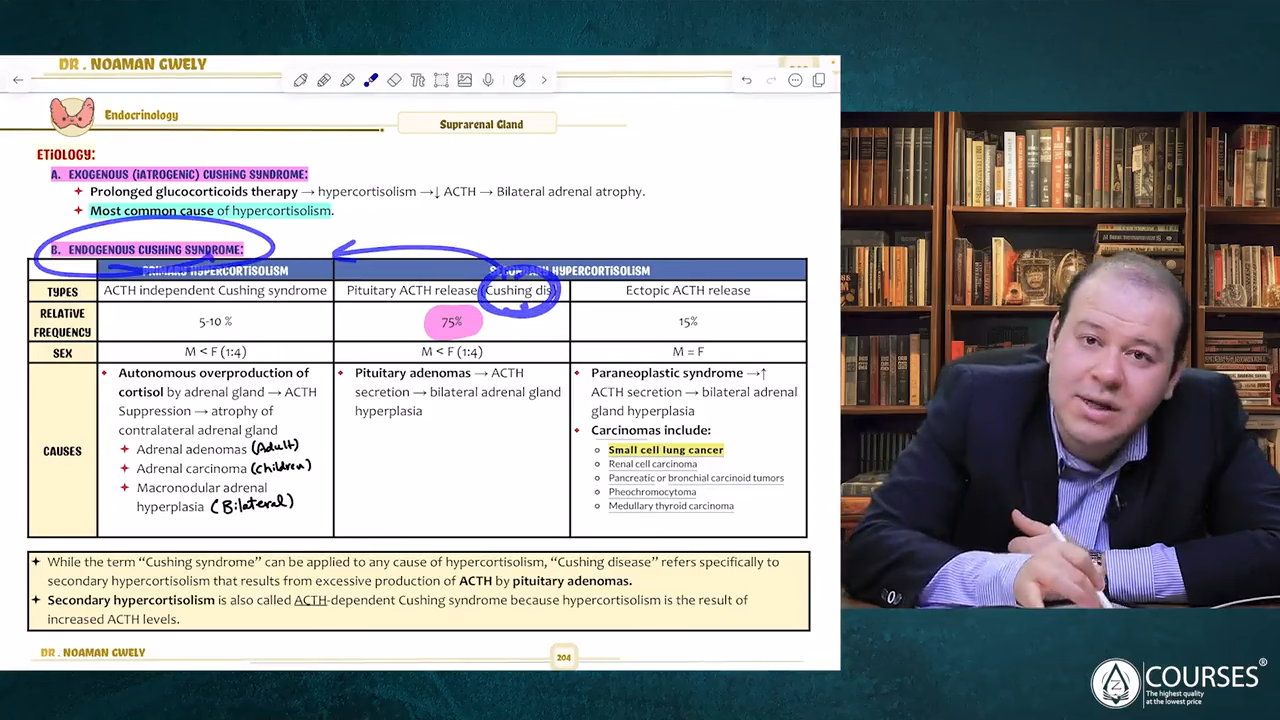 DR. NOAMAN GWELY
Endocrinology
Suprarenal Gland
ETiOLOGY:
A. EXOGENOUS (iATROGENiC) CUSHiNG SYNDROME:
Prolonged glucocorticoids therapy → hypercortisolism → ↓ ACTH → Bilateral adrenal atrophy.
Most common cause of hypercortisolism.
B. ENDOGENOUS CUSHiNG SYNDROME:
PRIMARY HYPERCORTISOLISM
HYPERCORTISOLISM
TYPES
ACTH independent Cushing syndrome
Pituitary ACTH release (Cushing dis)
Ectopic ACTH release
RELATIVE FREQUENCY
5-10 %
75%
15%
SEX
M < F (1:4)
M < F (1:4)
M = F
CAUSES
Autonomous overproduction of
cortisol by adrenal gland → ACTH
Suppression → atrophy of
contralateral adrenal gland
Adrenal adenomas (Adult)
Adrenal carcinoma (Children)
Macronodular adrenal
hyperplasia (Bilateral)
Pituitary adenomas → ACTH
secretion → bilateral adrenal gland
hyperplasia
Paraneoplastic syndrome →↑
ACTH secretion → bilateral adrenal
gland hyperplasia
Carcinomas include:
Small cell lung cancer
Renal cell carcinoma
Pancreatic or bronchial carcinoid tumors
Pheochromocytoma
Medullary thyroid carcinoma
While the term “Cushing syndrome” can be applied to any cause of hypercortisolism, “Cushing disease” refers specifically to
secondary hypercortisolism that results from excessive production of ACTH by pituitary adenomas.
Secondary hypercortisolism is also called ACTH-dependent Cushing syndrome because hypercortisolism is the result of
increased ACTH levels.
DR. NOAMAN GWELY
204
AZ COURSES®
The highest quality
at the lowest price